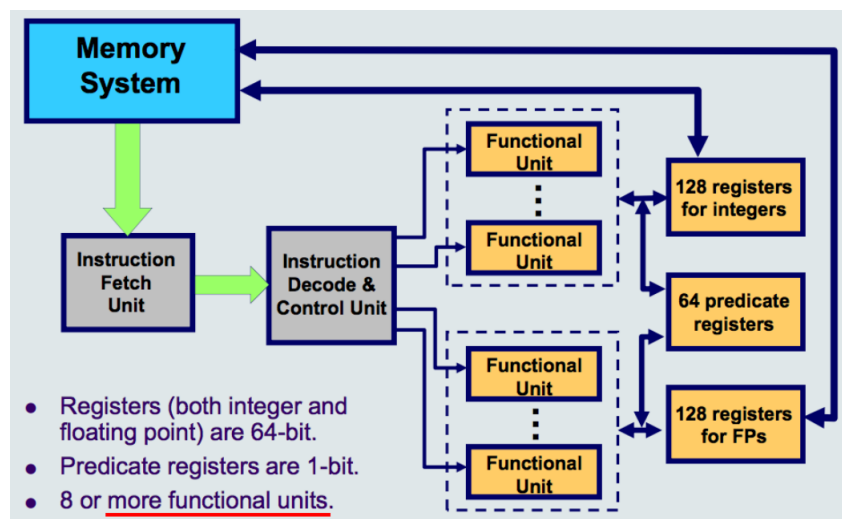 Memory
System
Functional
Unit
128 registers
for integers
Functional
Unit
Instruction
Fetch
Unit
Instruction
Decode &
Control Unit
64 predicate
registers
Functional
Unit
128 registers
for FPs
Functional
Unit
• Registers (both integer and
floating point) are 64-bit.
• Predicate registers are 1-bit.
• 8 or more functional units.